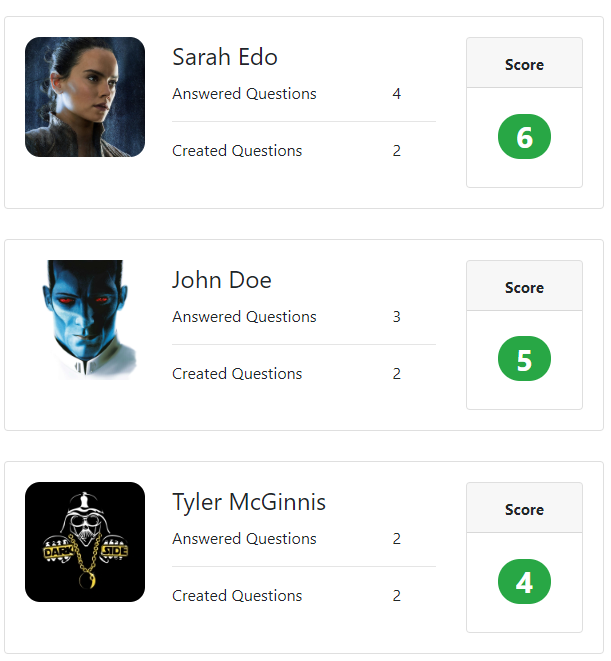 Sarah Edo
Answered Questions 4
Created Questions 2
Score
6
John Doe
Answered Questions 3
Created Questions 2
Score
5
DARK SIDE
Tyler McGinnis
Answered Questions 2
Created Questions 2
Score
4